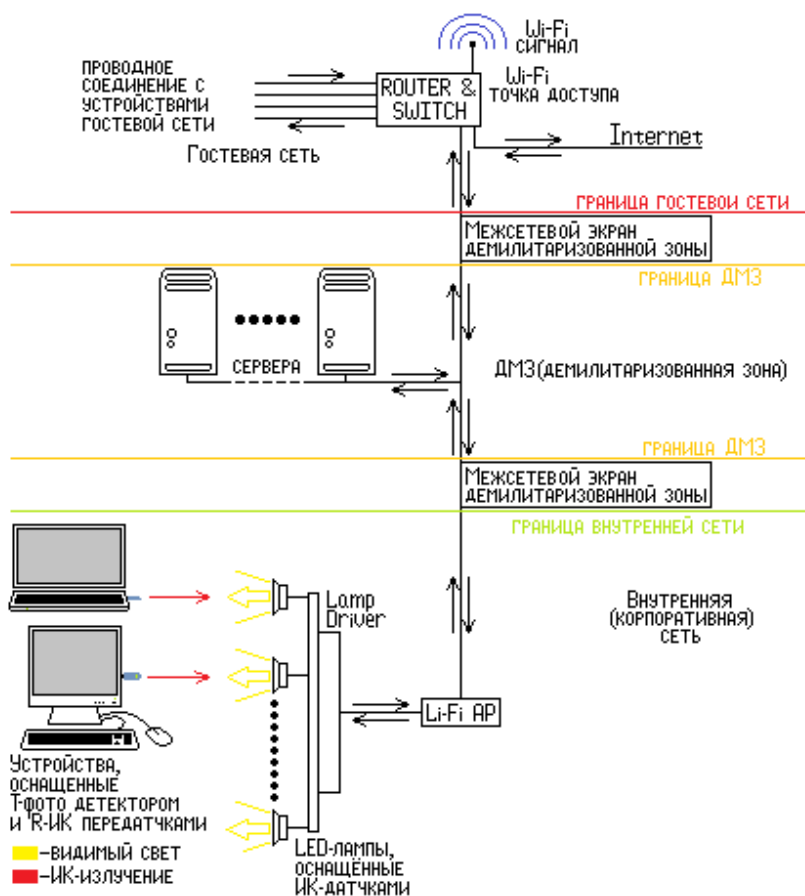 Wi-Fi
СИГНАЛ
ПРОВОДНОЕ
СОЕДИНЕНИЕ С
УСТРОЙСТВАМИ
ГОСТЕВОЙ СЕТИ
ROUTER &
SWITCH
Wi-Fi
ТОЧКА ДОСТУПА
ГОСТЕВАЯ СЕТЬ
Internet
ГРАНИЦА ГОСТЕВОИ СЕТИ
МЕЖСЕТЕВОЙ ЭКРАН
ДЕМИЛИТАРИЗОВАННОЙ ЗОНЫ
ГРАНИЦА ДМЗ
СЕРВЕРА
ДМЗ(ДЕМИЛИТАРИЗОВАННАЯ ЗОНА)
ГРАНИЦА ДМЗ
МЕЖСЕТЕВОЙ ЭКРАН
ДЕМИЛИТАРИЗОВАННОЙ ЗОНЫ
ГРАНИЦА ВНУТРЕННЕЙ СЕТИ
Lamp
Driver
ВНУТРЕННЯЯ
(КОРПОРАТИВНАЯ)
СЕТЬ
Li-Fi AP
УСТРОЙСТВА,
ОСНАЩЕННЫЕ
Т-ФОТО ДЕТЕКТОРОМ
И R-ИК ПЕРЕДАТЧКАМИ
-ВИДИМЫЙ СВЕТ
-ИК-ИЗЛУЧЕНИЕ
LED-ЛАМПЫ,
ОСНАЩЁННЫЕ
ИК-ДАТЧКАМИ